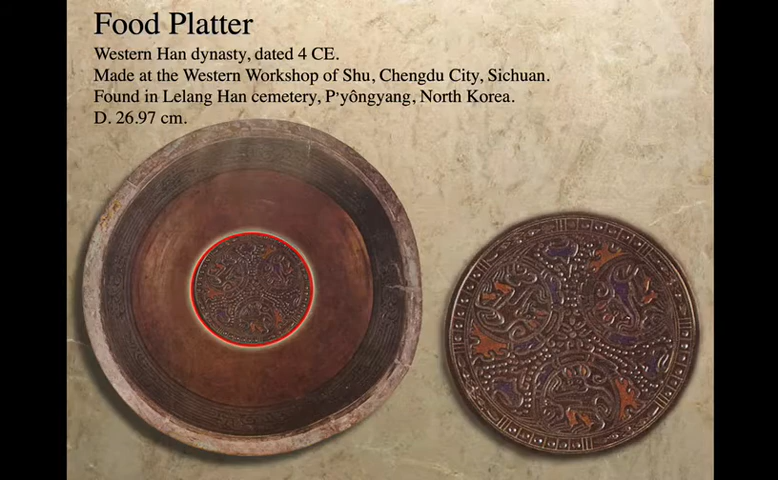 Food Platter
Western Han dynasty, dated 4 CE.
Made at the Western Workshop of Shu, Chengdu City, Sichuan.
Found in Lelang Han cemetery, P'yôngyang, North Korea.
D. 26.97 cm.